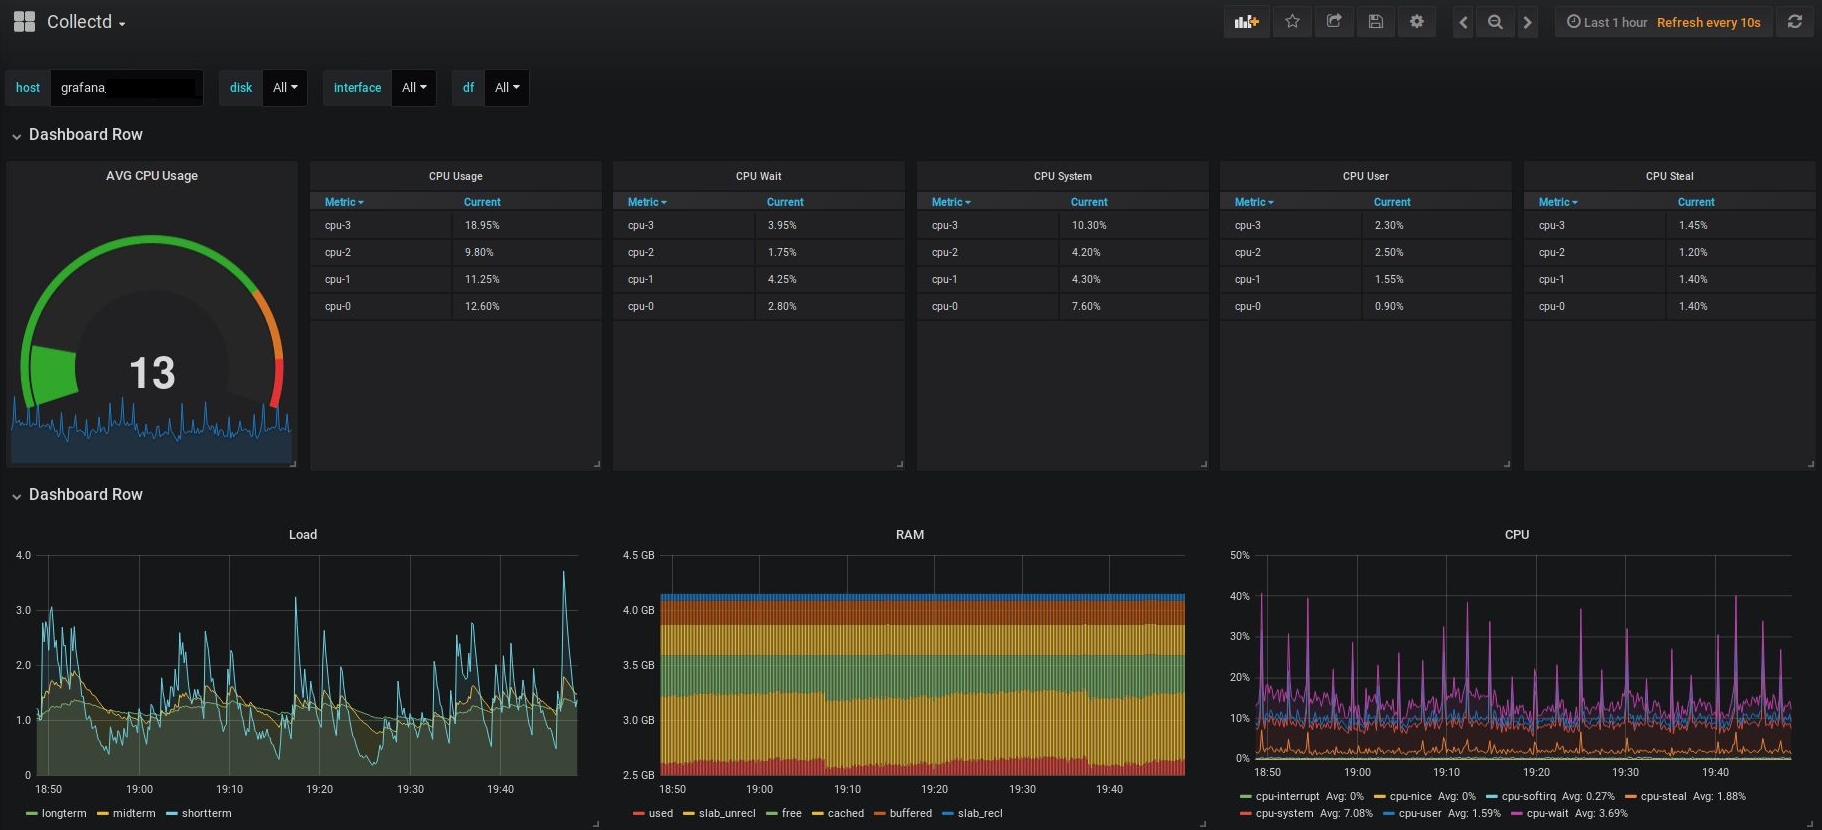 Collectd
Last 1 hour Refresh every 10s
host grafana disk All interface All df All
Dashboard Row
AVG CPU Usage
13
CPU Usage
Metric Current
cpu-3 18.95%
cpu-2 9.80%
cpu-1 11.25%
cpu-0 12.60%
CPU Wait
Metric Current
cpu-3 3.95%
cpu-2 1.75%
cpu-1 4.25%
cpu-0 2.80%
CPU System
Metric Current
cpu-3 10.30%
cpu-2 4.20%
cpu-1 4.30%
cpu-0 7.60%
CPU User
Metric Current
cpu-3 2.30%
cpu-2 2.50%
cpu-1 1.55%
cpu-0 0.90%
CPU Steal
Metric Current
cpu-3 1.45%
cpu-2 1.20%
cpu-1 1.40%
cpu-0 1.40%
Dashboard Row
Load
4.0
3.0
2.0
1.0
0
18:50 19:00 19:10 19:20 19:30 19:40
longterm midterm shortterm
RAM
4.5 GB
4.0 GB
3.5 GB
3.0 GB
2.5 GB
18:50 19:00 19:10 19:20 19:30 19:40
used slab_unrecl free cached buffered slab_recl
CPU
50%
40%
30%
20%
10%
0%
18:50 19:00 19:10 19:20 19:30 19:40
cpu-interrupt Avg: 0% cpu-nice Avg: 0% cpu-softirq Avg: 0.27% cpu-steal Avg: 1.88%
cpu-system Avg: 7.08% cpu-user Avg: 1.59% cpu-wait Avg: 3.69%